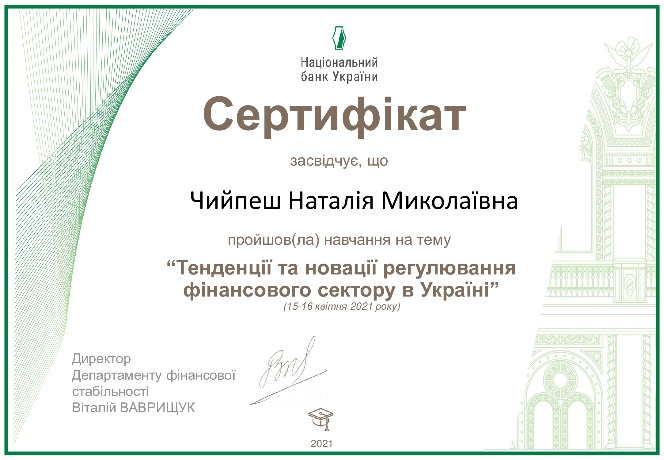 Національний
банк України
Сертифікат
засвідчує, що
Чийпеш Наталія Миколаївна
пройшов(ла) навчання на тему
“Тенденції та новації регулювання
фінансового сектору в Україні”
(15-16 квітня 2021 року)
Директор
Департаменту фінансової
стабільності
Віталій ВАВРИЩУК
2021